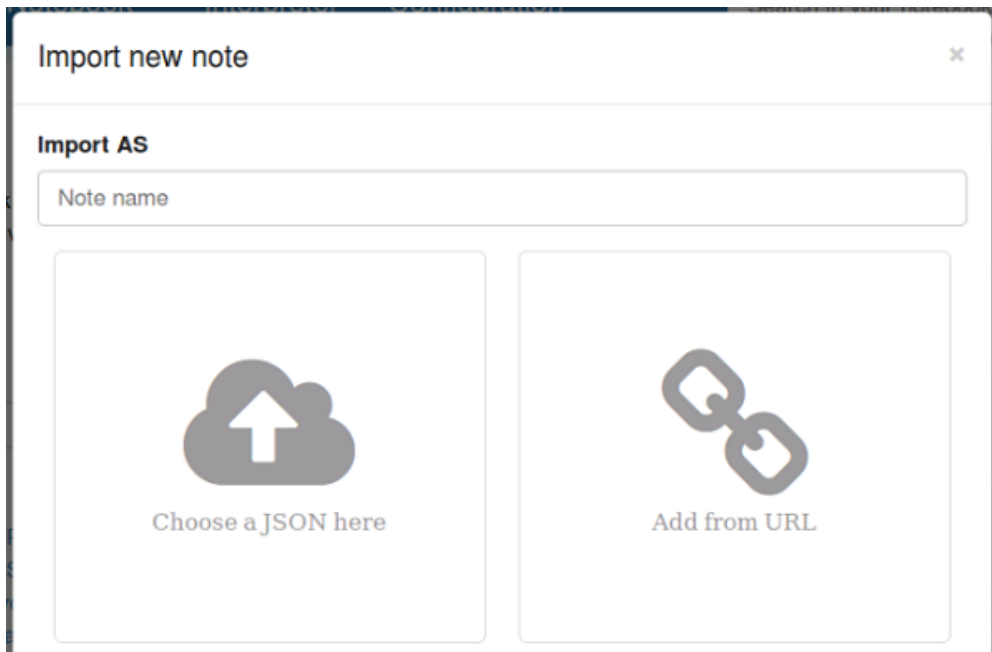 Import new note
×
Import AS
Note name
Choose a JSON here
Add from URL